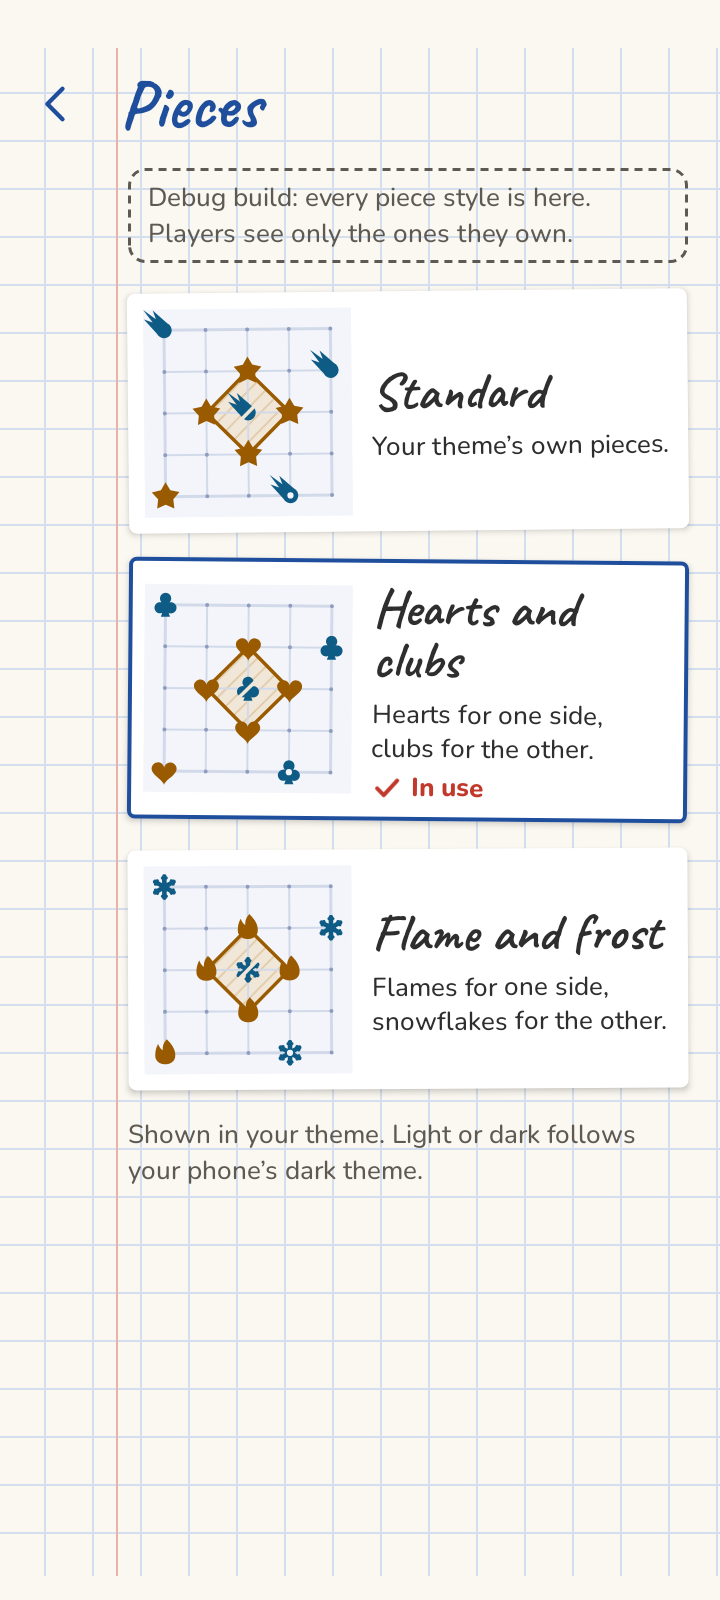 Pieces
Debug build: every piece style is here.
Players see only the ones they own.
Standard
Your theme’s own pieces.
Hearts and
clubs
Hearts for one side,
clubs for the other.
In use
Flame and frost
Flames for one side,
snowflakes for the other.
Shown in your theme. Light or dark follows
your phone’s dark theme.